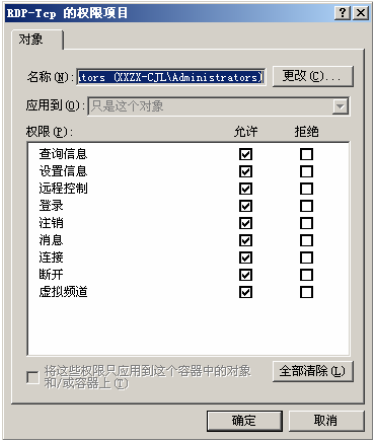 RDP-Tcp 的权限项目
对象
名称(N): tors (XXZX-CJL\Administrators) 更改(C)...
应用到(O): 只是这个对象
权限(P): 允许 拒绝
查询信息
设置信息
远程控制
登录
注销
消息
连接
断开
虚拟频道
将这些权限只应用到这个容器中的对象 全部清除(L)
和/或容器上(T)
确定 取消